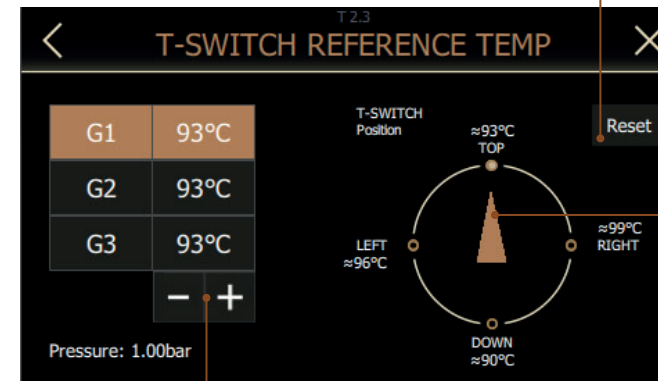 T 2.3
T-SWITCH REFERENCE TEMP
G1 93°C
G2 93°C
G3 93°C
− +
Pressure: 1.00bar
T-SWITCH
Position
≈93°C
TOP
Reset
LEFT
≈96°C
≈99°C
RIGHT
DOWN
≈90°C